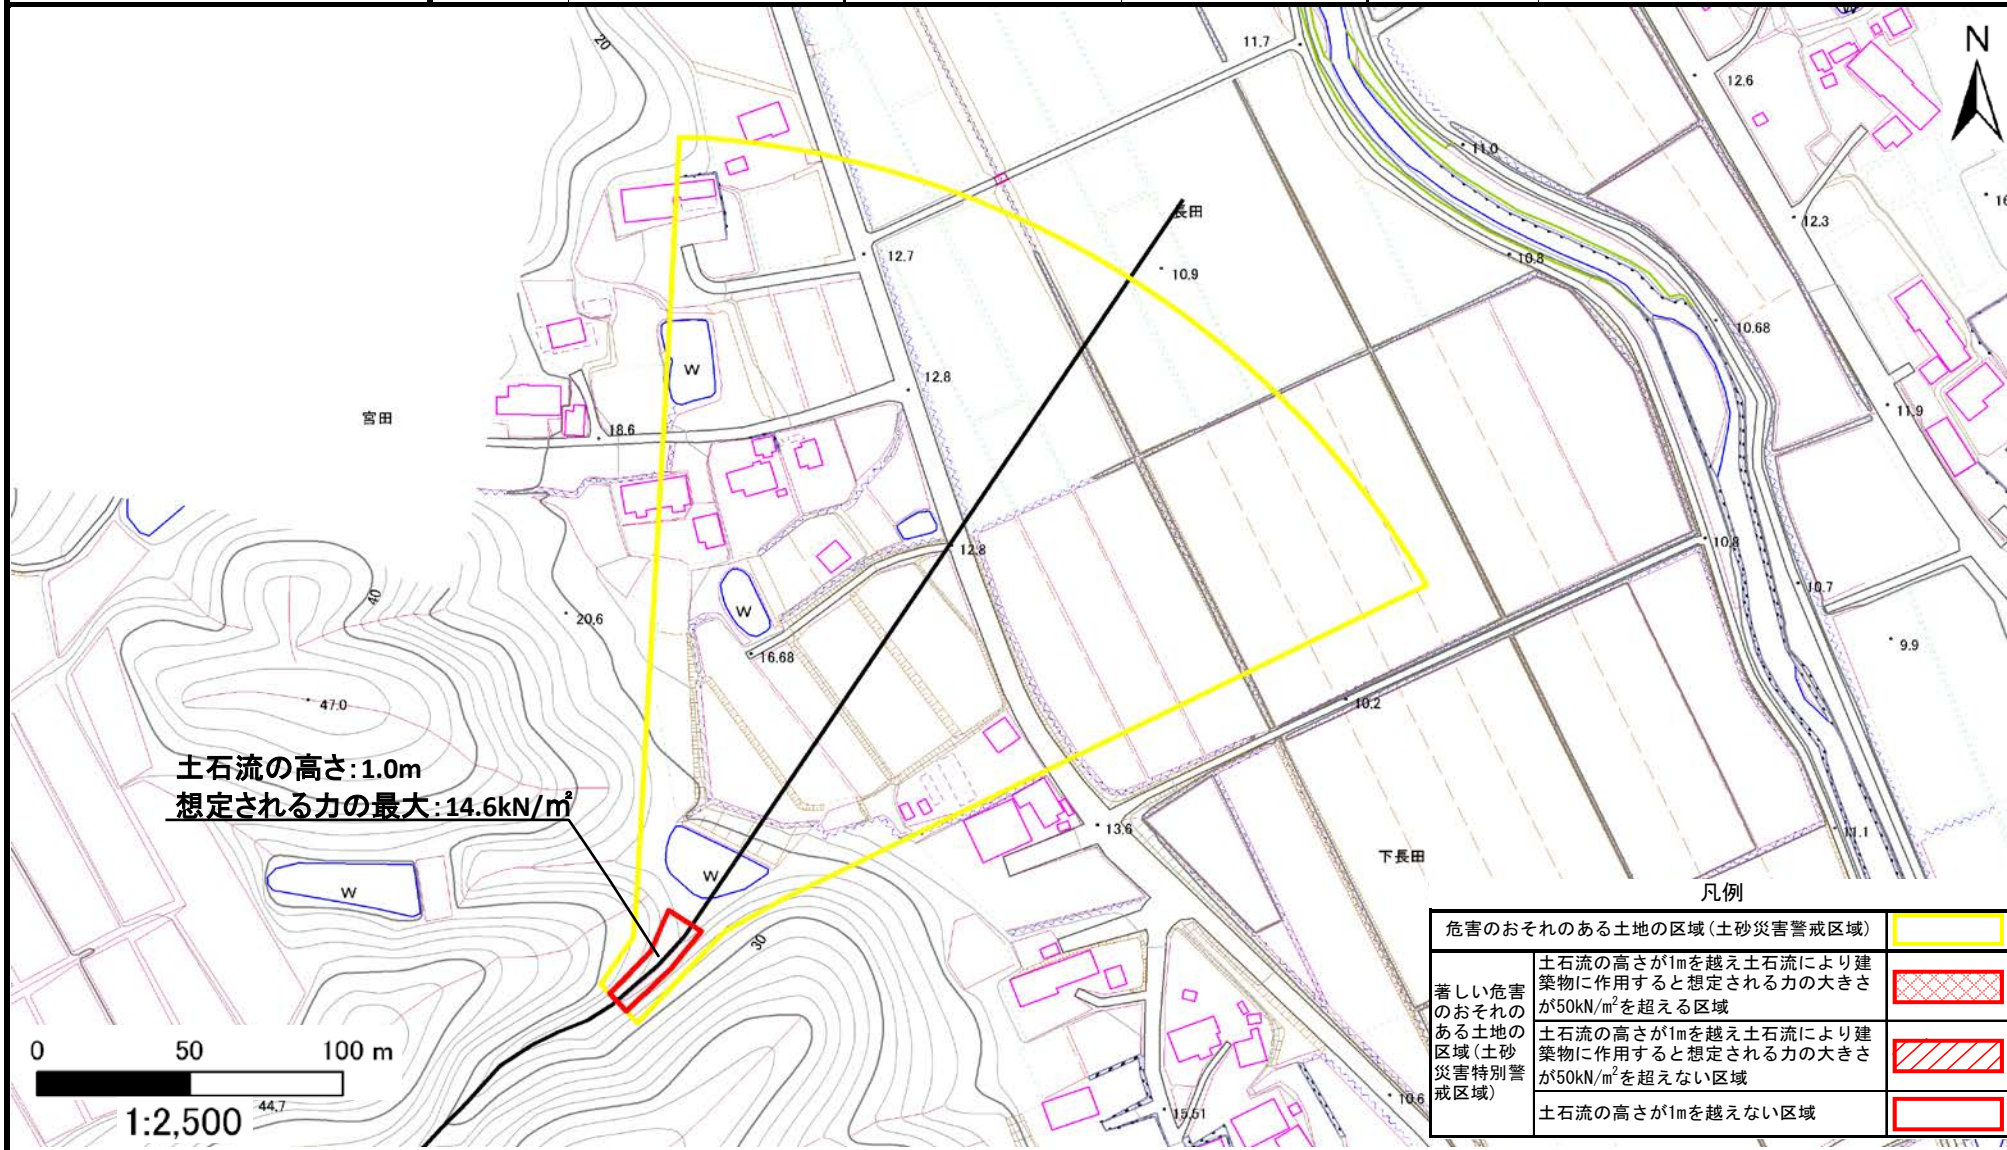 20
11.7
N
12.6
11.0
16
長田
12.3
12.7
10.9
10.8
10.68
W
12.8
宮田
11.9
18.6
12.8
10.8
40
20.6
W
10.7
9.9
16.68
47.0
10.2
土石流の高さ:1.0m
想定される力の最大:14.6kN/㎡
13.6
11.1
下長田
W
W
30
凡例
危害のおそれのある土地の区域(土砂災害警戒区域)
著しい危害
のおそれの
ある土地の
区域(土砂
災害特別警
戒区域)
土石流の高さが1mを越え土石流により建
築物に作用すると想定される力の大きさ
が50kN/m²を超える区域
土石流の高さが1mを越え土石流により建
築物に作用すると想定される力の大きさ
が50kN/m²を超えない区域
土石流の高さが1mを越えない区域
0 50 100 m
44.7
1:2,500
10.6
15.51